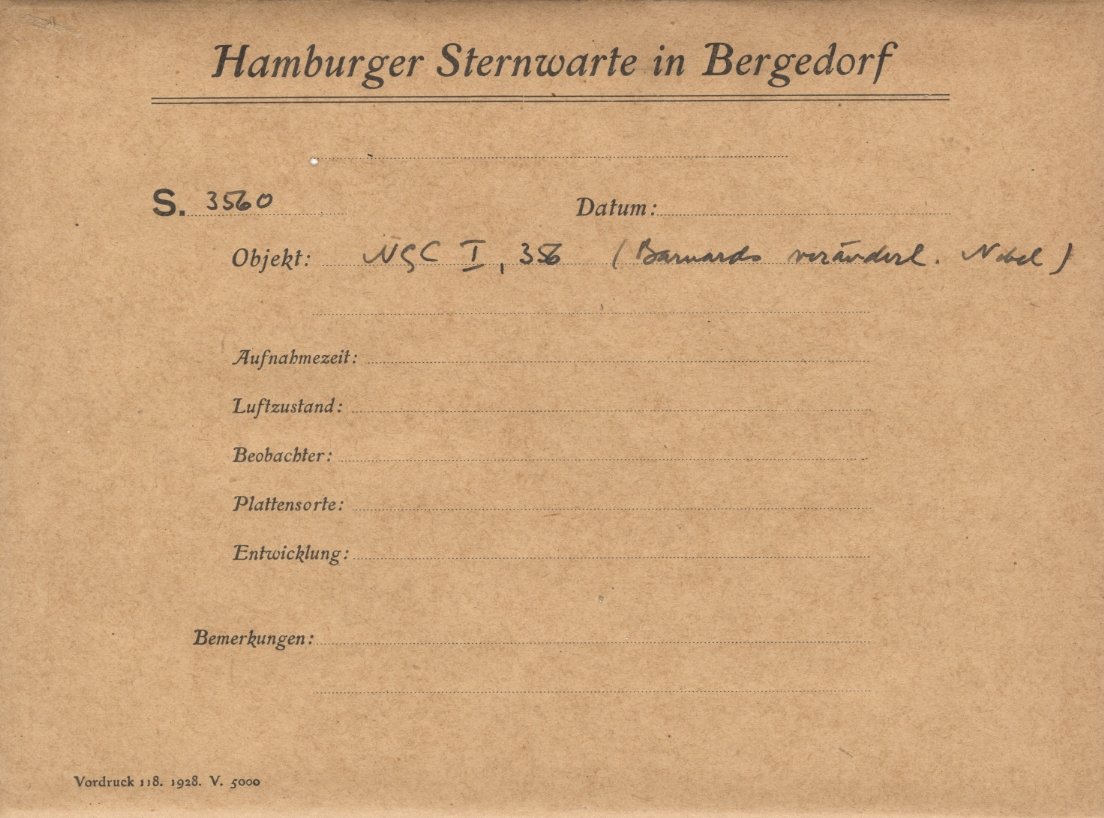 Hamburger Sternwarte in Bergedorf
S. 3560 Datum:
Objekt: NGC I, 356 (Barnards veränderl. Nebel)
Aufnahmezeit:
Luftzustand:
Beobachter:
Plattensorte:
Entwicklung:
Bemerkungen:
Vordruck 118. 1928. V. 5000